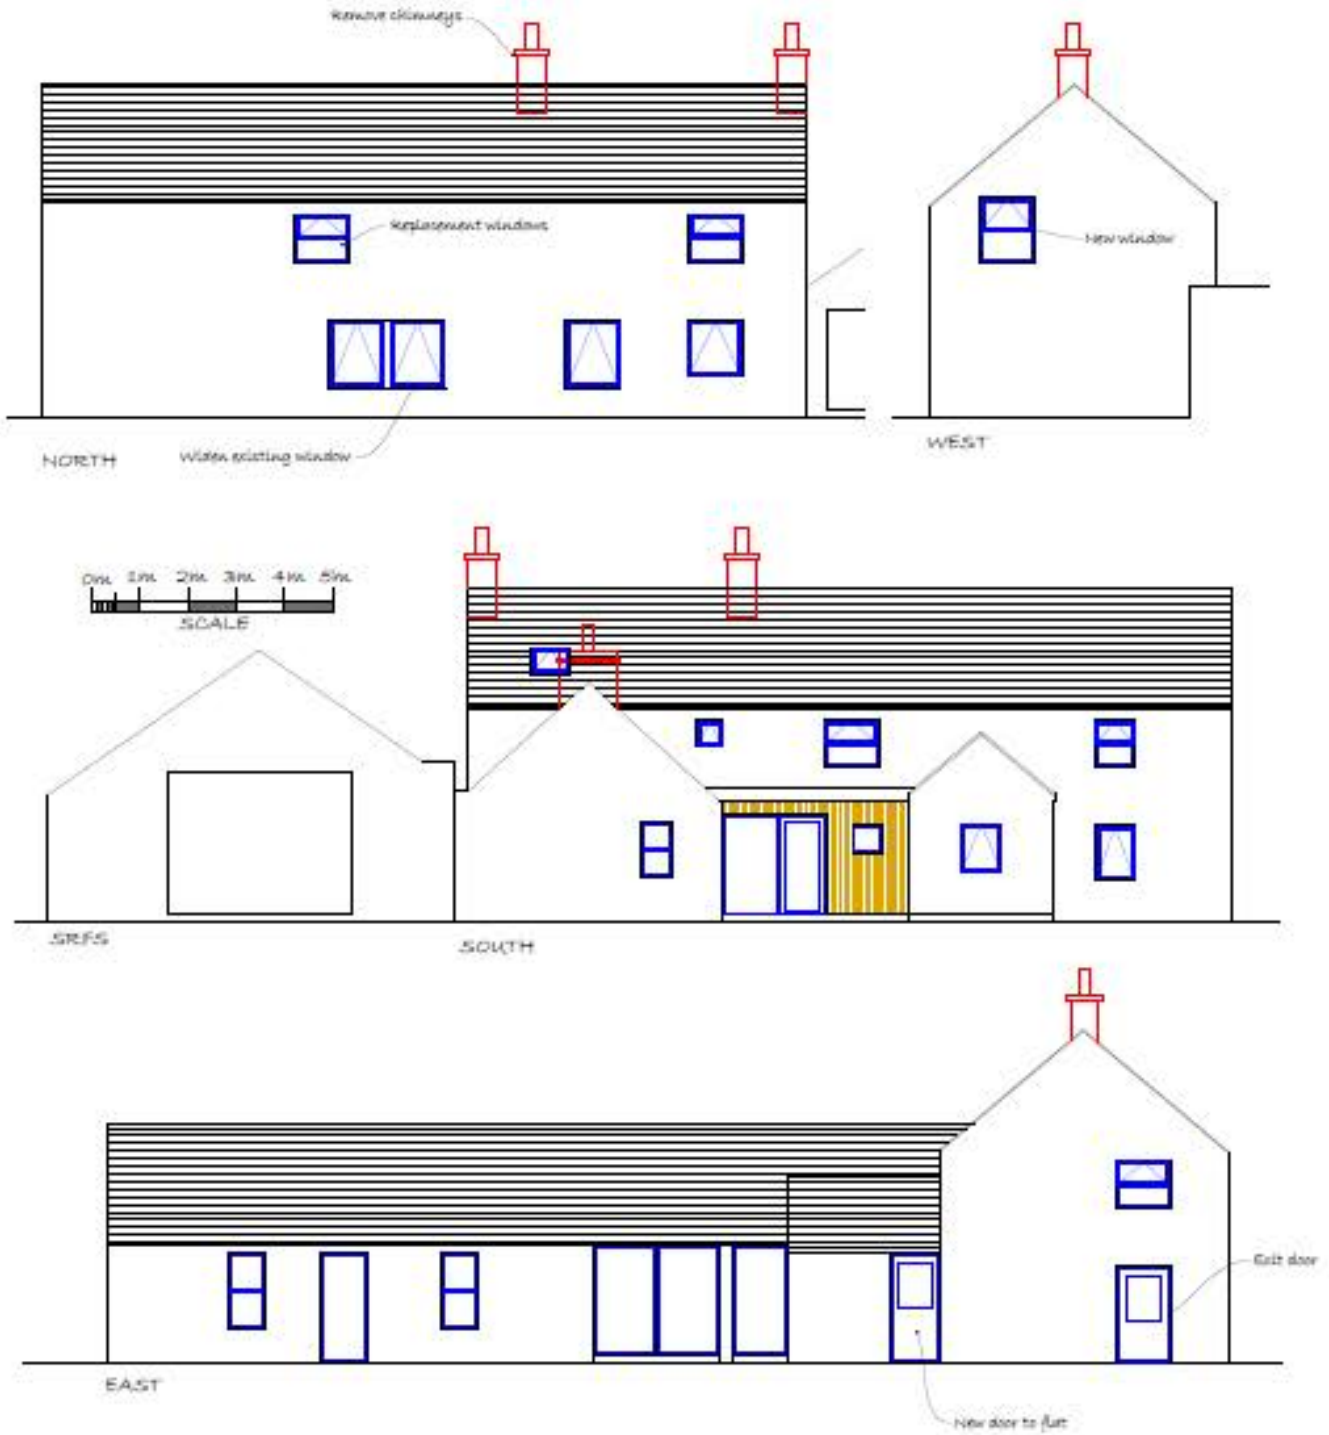 Remove chimneys
Replacement windows
New window
WEST
NORTH
Widen existing window
0m 1m 2m 3m 4m 5m
SCALE
SRFS
SOUTH
Exit door
EAST
New door to flat